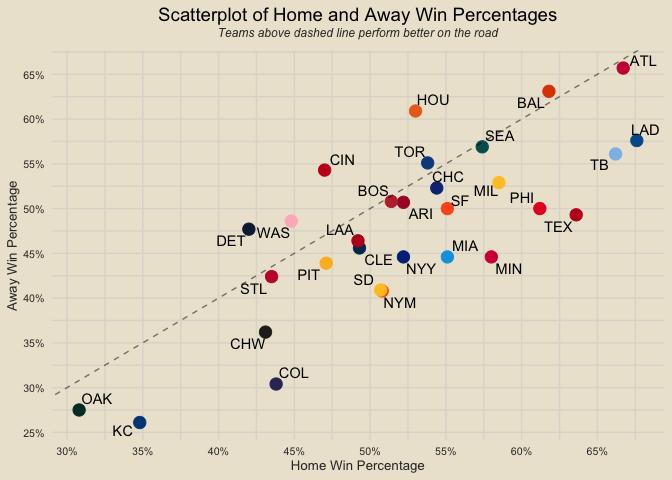 Scatterplot of Home and Away Win Percentages
Teams above dashed line perform better on the road
ATL
65%
BAL
HOU
60%
LAD
SEA
TOR
TB
CIN
55%
CHC
BOS
MIL
PHI
SF
50%
ARI
TEX
LAA
WAS
DET
MIA
45%
CLE
NYY
MIN
PIT
SD
STL
NYM
40%
CHW
35%
COL
30%
OAK
KC
25%
Away Win Percentage
30%
35%
40%
45%
50%
55%
60%
65%
Home Win Percentage